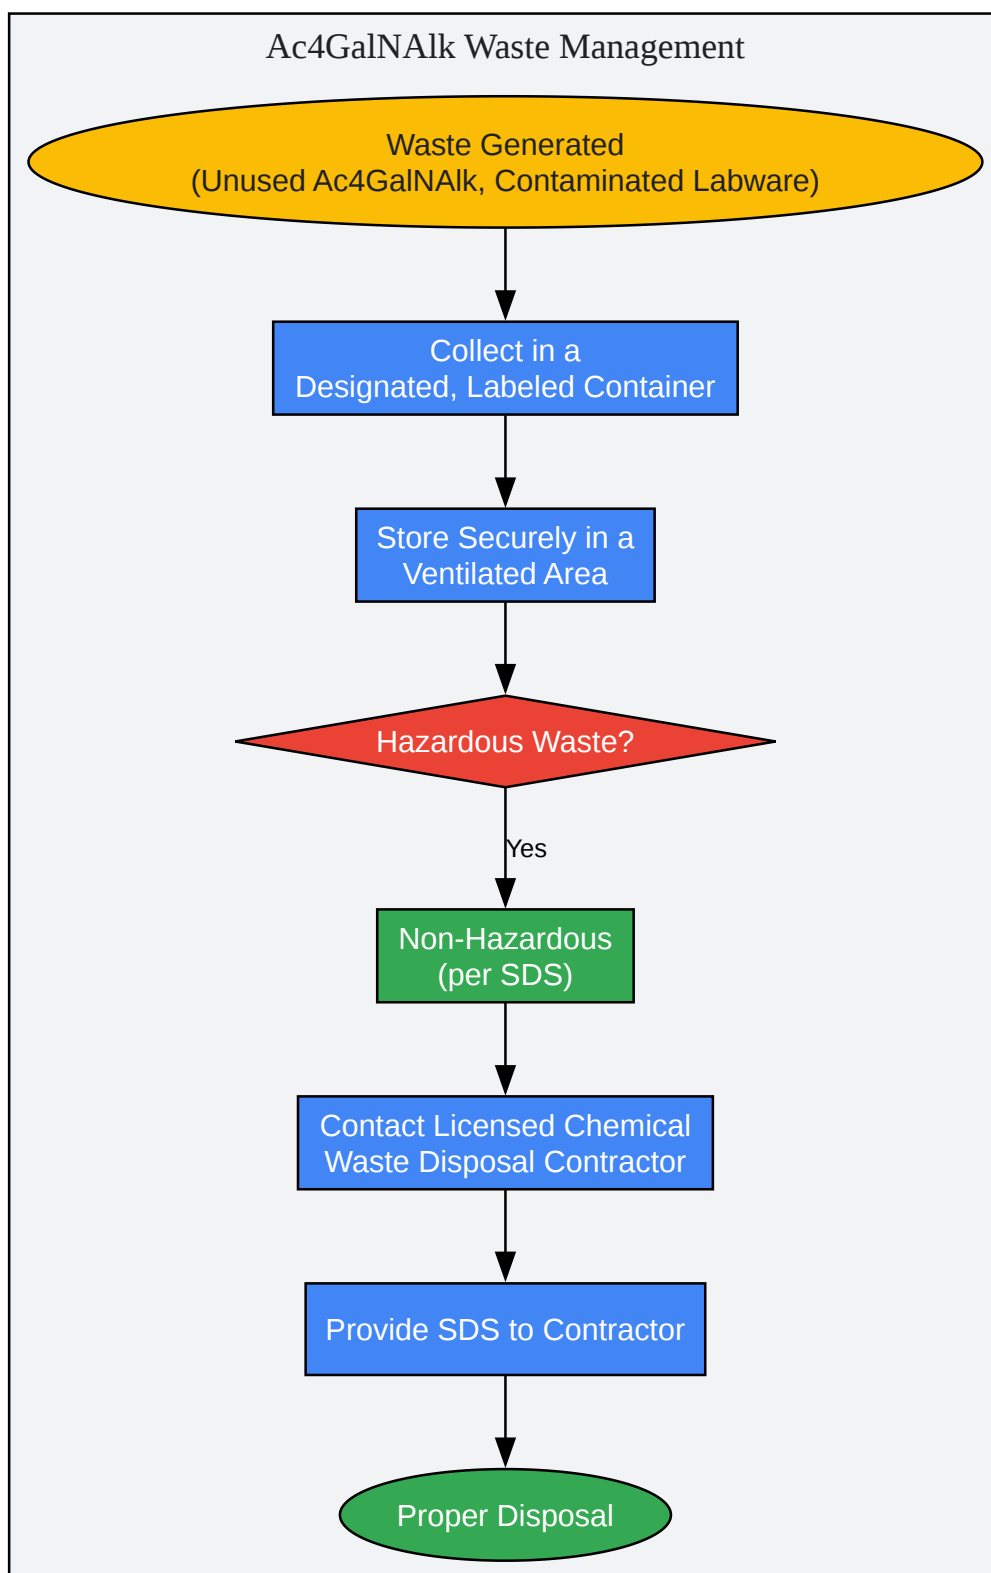 Ac4GalNAlk Waste Management
Waste Generated
(Unused Ac4GalNAlk, Contaminated Labware)
Collect in a
Designated, Labeled Container
Store Securely in a
Ventilated Area
Hazardous Waste?
Yes
Non-Hazardous
(per SDS)
Contact Licensed Chemical
Waste Disposal Contractor
Provide SDS to Contractor
Proper Disposal